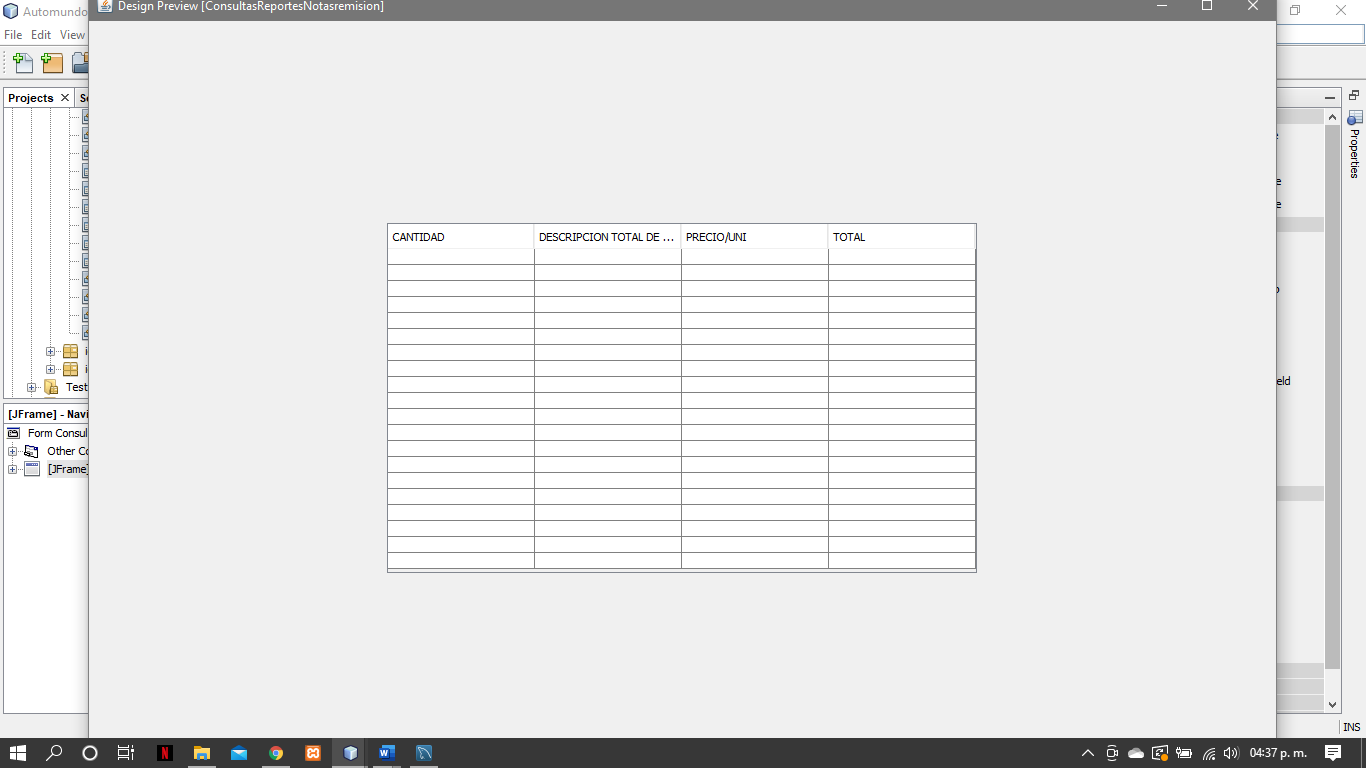 Automundo
Design Preview [ConsultasReportesNotasremision]
File Edit View
Projects
Properties
CANTIDAD DESCRIPCION TOTAL DE ... PRECIO/UNI TOTAL
Test
[JFrame] - Navi
Form Consul
Other Co
[JFrame]
INS
04:37 p. m.